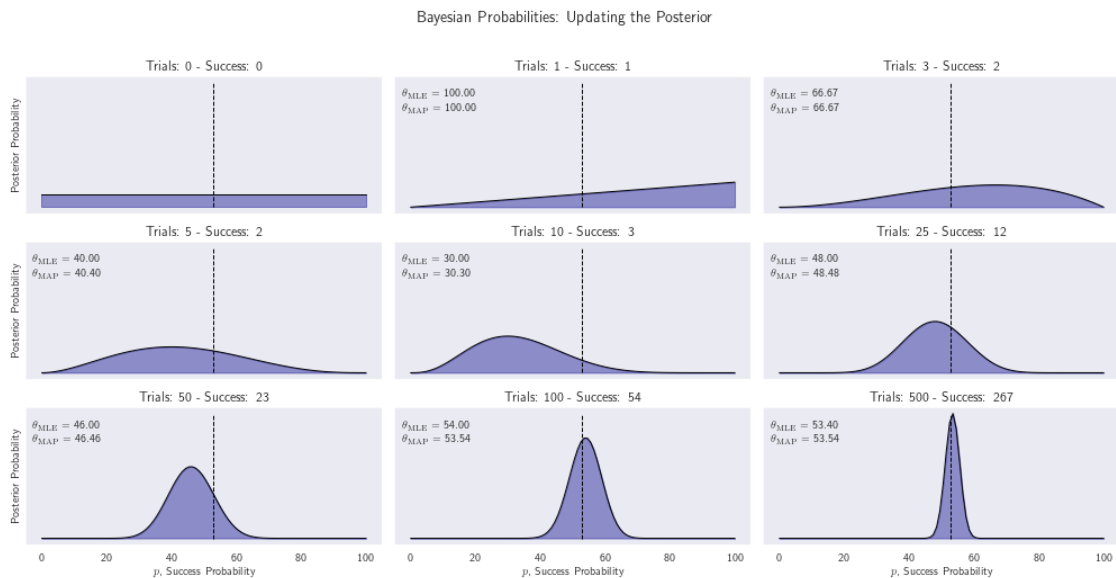 Bayesian Probabilities: Updating the Posterior
Trials: 0 - Success: 0
Trials: 1 - Success: 1
Trials: 3 - Success: 2
Posterior Probability
θMLE = 100.00
θMAP = 100.00
θMLE = 66.67
θMAP = 66.67
Trials: 5 - Success: 2
Trials: 10 - Success: 3
Trials: 25 - Success: 12
Posterior Probability
θMLE = 40.00
θMAP = 40.40
θMLE = 30.00
θMAP = 30.30
θMLE = 48.00
θMAP = 48.48
Trials: 50 - Success: 23
Trials: 100 - Success: 54
Trials: 500 - Success: 267
Posterior Probability
θMLE = 46.00
θMAP = 46.46
θMLE = 54.00
θMAP = 53.54
θMLE = 53.40
θMAP = 53.54
0 20 40 60 80 100
0 20 40 60 80 100
0 20 40 60 80 100
p, Success Probability
p, Success Probability
p, Success Probability